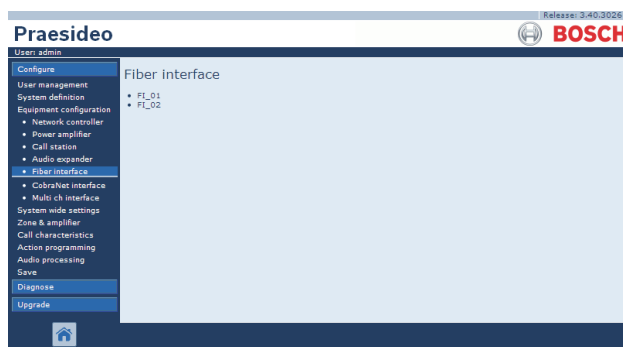 Release: 3.40.3026
Praesideo
BOSCH
User: admin
Configure
User management
System definition
Equipment configuration
• Network controller
• Power amplifier
• Call station
• Audio expander
• Fiber interface
• CobraNet interface
• Multi ch interface
System wide settings
Zone & amplifier
Call characteristics
Action programming
Audio processing
Save
Diagnose
Upgrade
Fiber interface
• FI_01
• FI_02